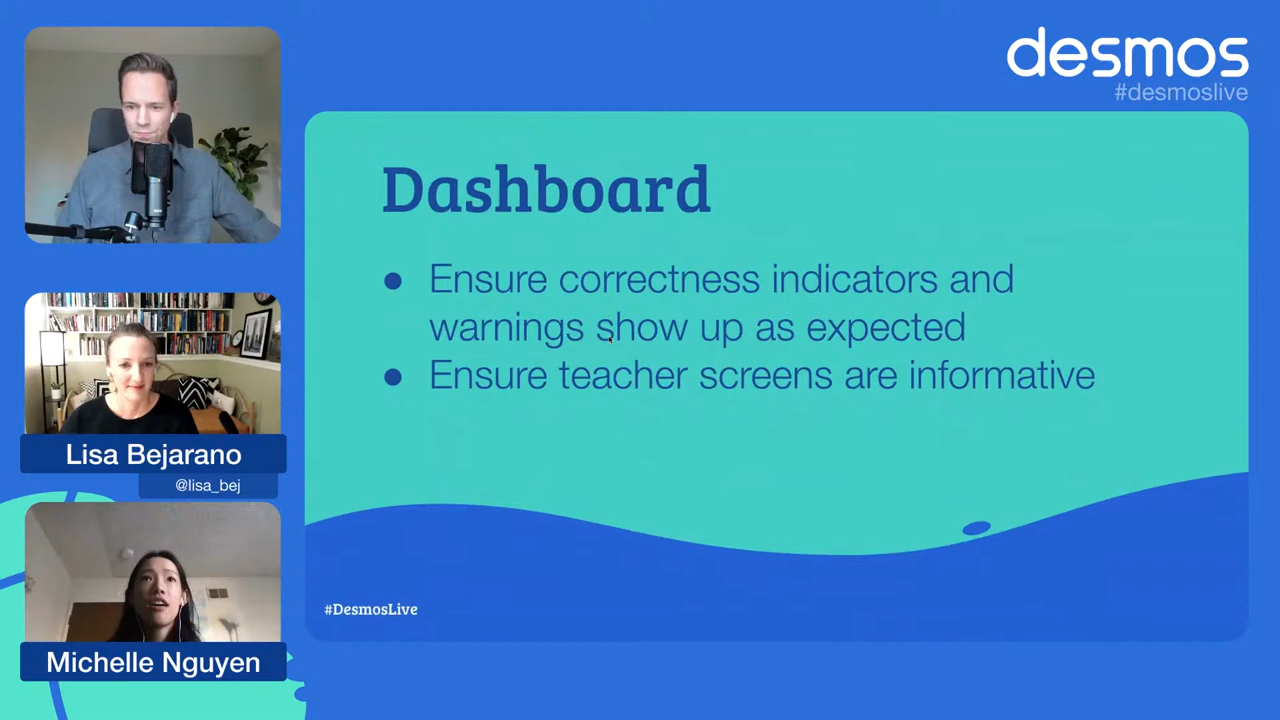 desmos
#desmoslive
Dashboard
● Ensure correctness indicators and
warnings show up as expected
● Ensure teacher screens are informative
#DesmosLive
Lisa Bejarano
@lisa_bej
Michelle Nguyen